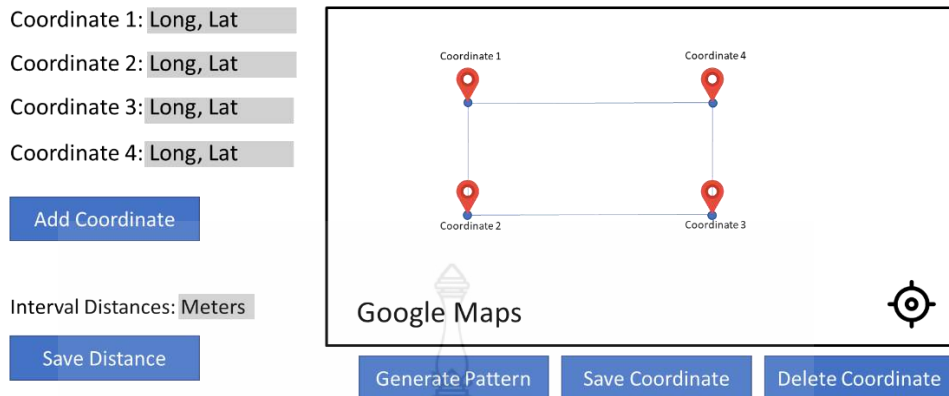 Coordinate 1: Long, Lat
Coordinate 2: Long, Lat
Coordinate 3: Long, Lat
Coordinate 4: Long, Lat
Add Coordinate
Interval Distances: Meters
Save Distance
Coordinate 1
Coordinate 4
Coordinate 2
Coordinate 3
Google Maps
Generate Pattern
Save Coordinate
Delete Coordinate